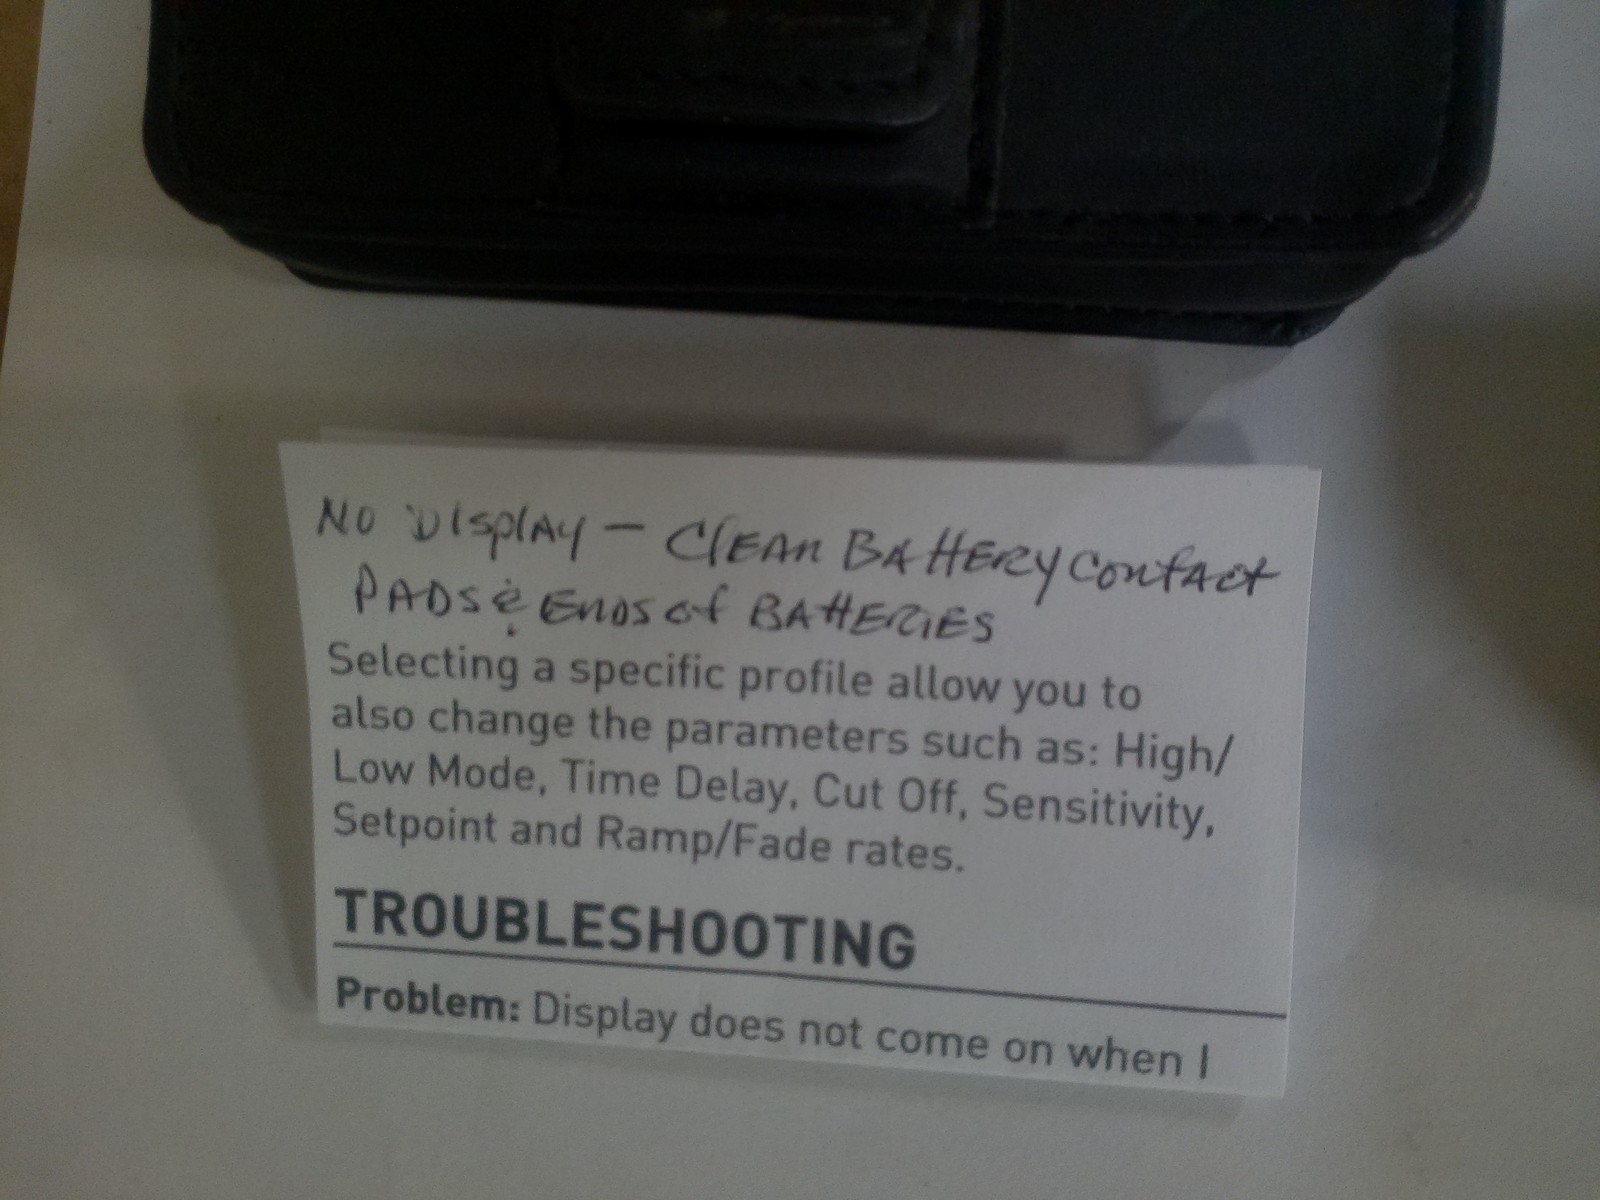 NO Display – Clean Battery Contact
Pads & Ends of Batteries
Selecting a specific profile allow you to
also change the parameters such as: High/
Low Mode, Time Delay, Cut Off, Sensitivity,
Setpoint and Ramp/Fade rates.
TROUBLESHOOTING
Problem: Display does not come on when I